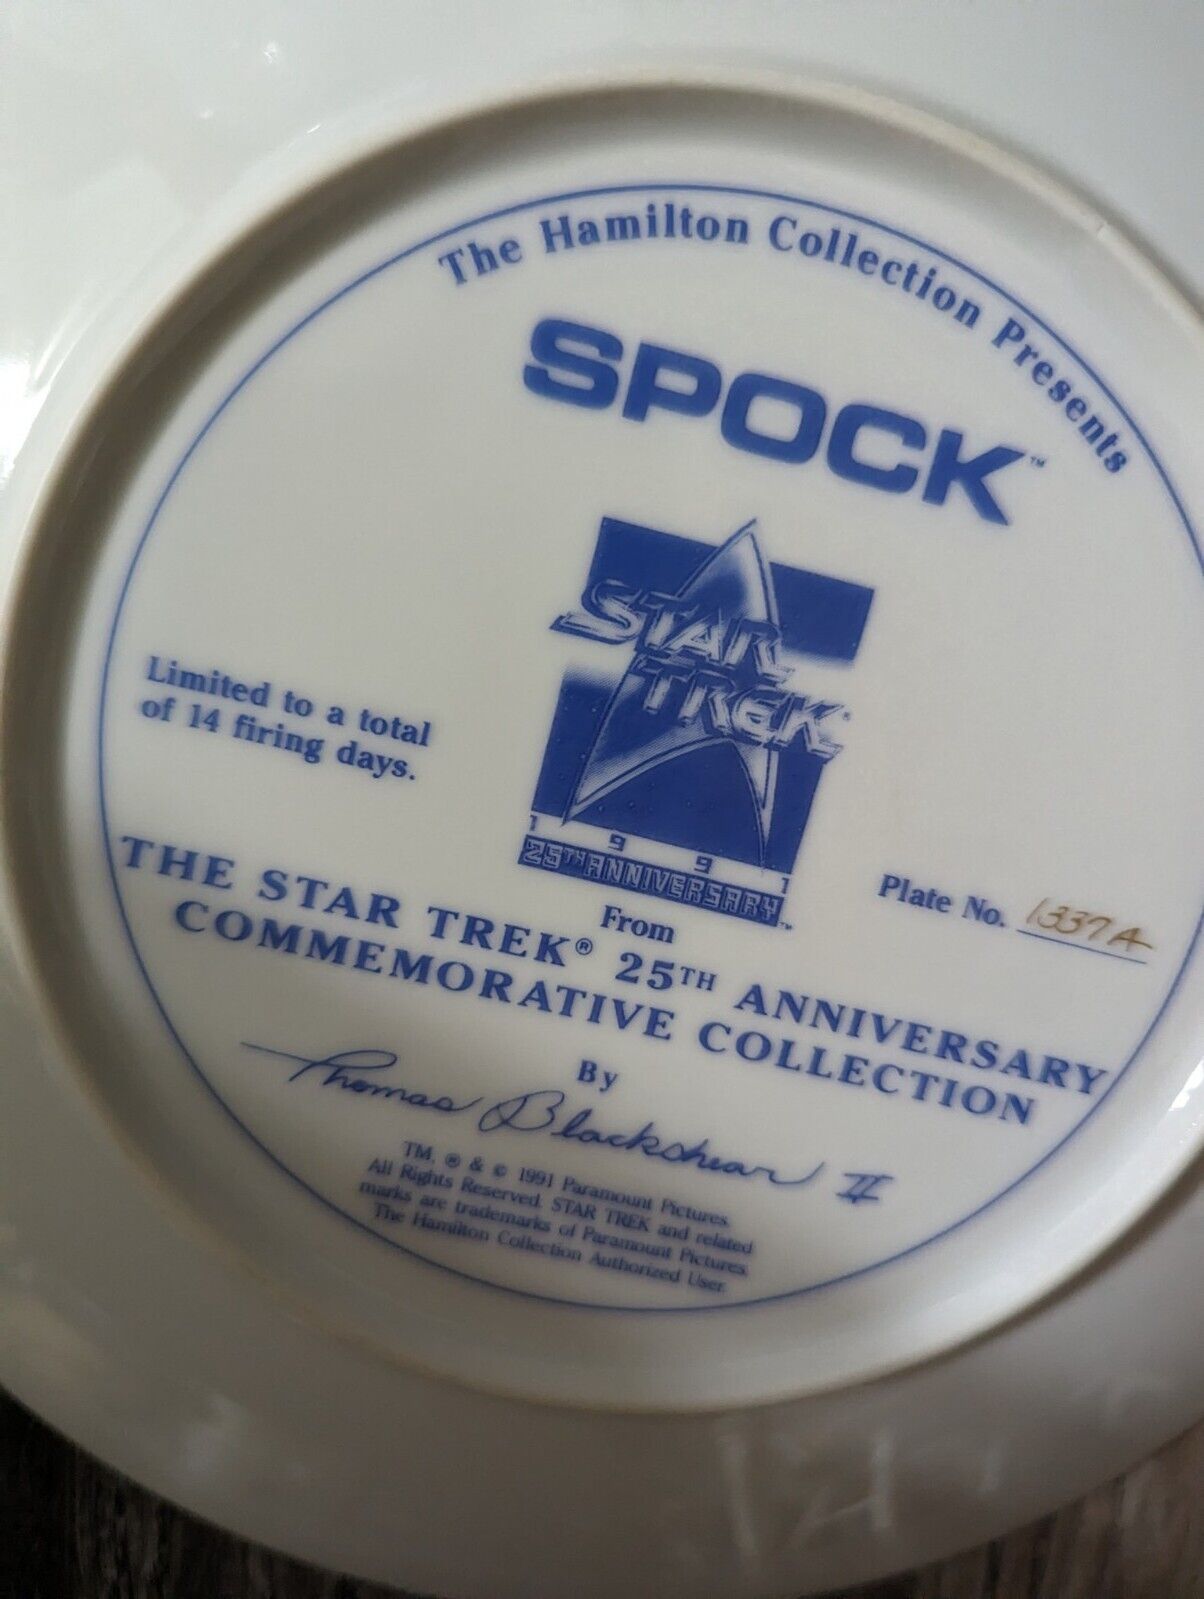 The Hamilton Collection Presents
SPOCK™
STAR
TREK®
1 9 9 1
25TH ANNIVERSARY™
Limited to a total
of 14 firing days.
Plate No. 1337A
From
THE STAR TREK® 25TH ANNIVERSARY
COMMEMORATIVE COLLECTION
By
Thomas Blackshear II
TM, ® & © 1991 Paramount Pictures.
All Rights Reserved. STAR TREK and related
marks are trademarks of Paramount Pictures.
The Hamilton Collection Authorized User.